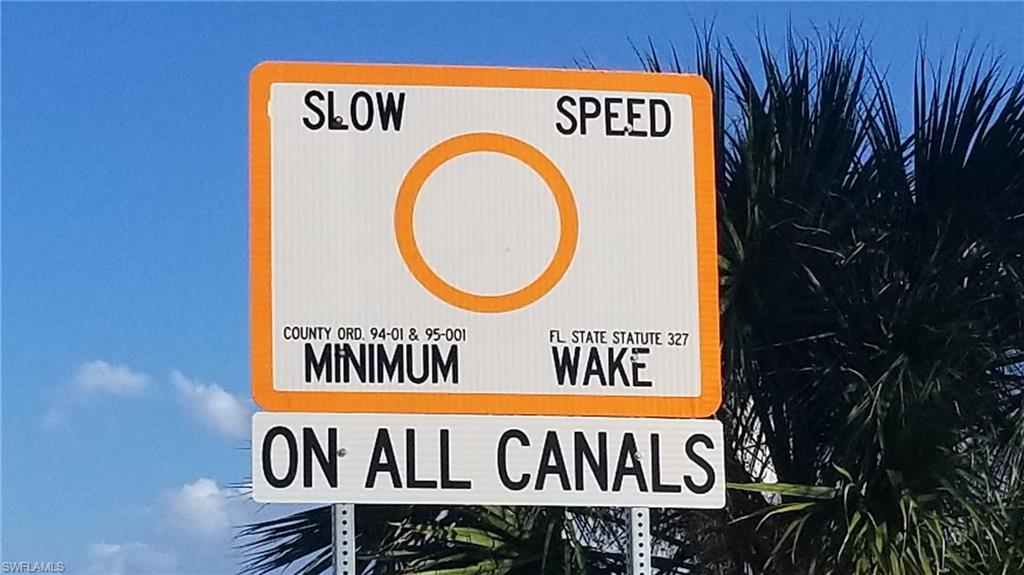 SLOW SPEED
COUNTY ORD. 94-01 & 95-001 FL. STATE STATUTE 327
MINIMUM WAKE
ON ALL CANALS
SWFLAMLS